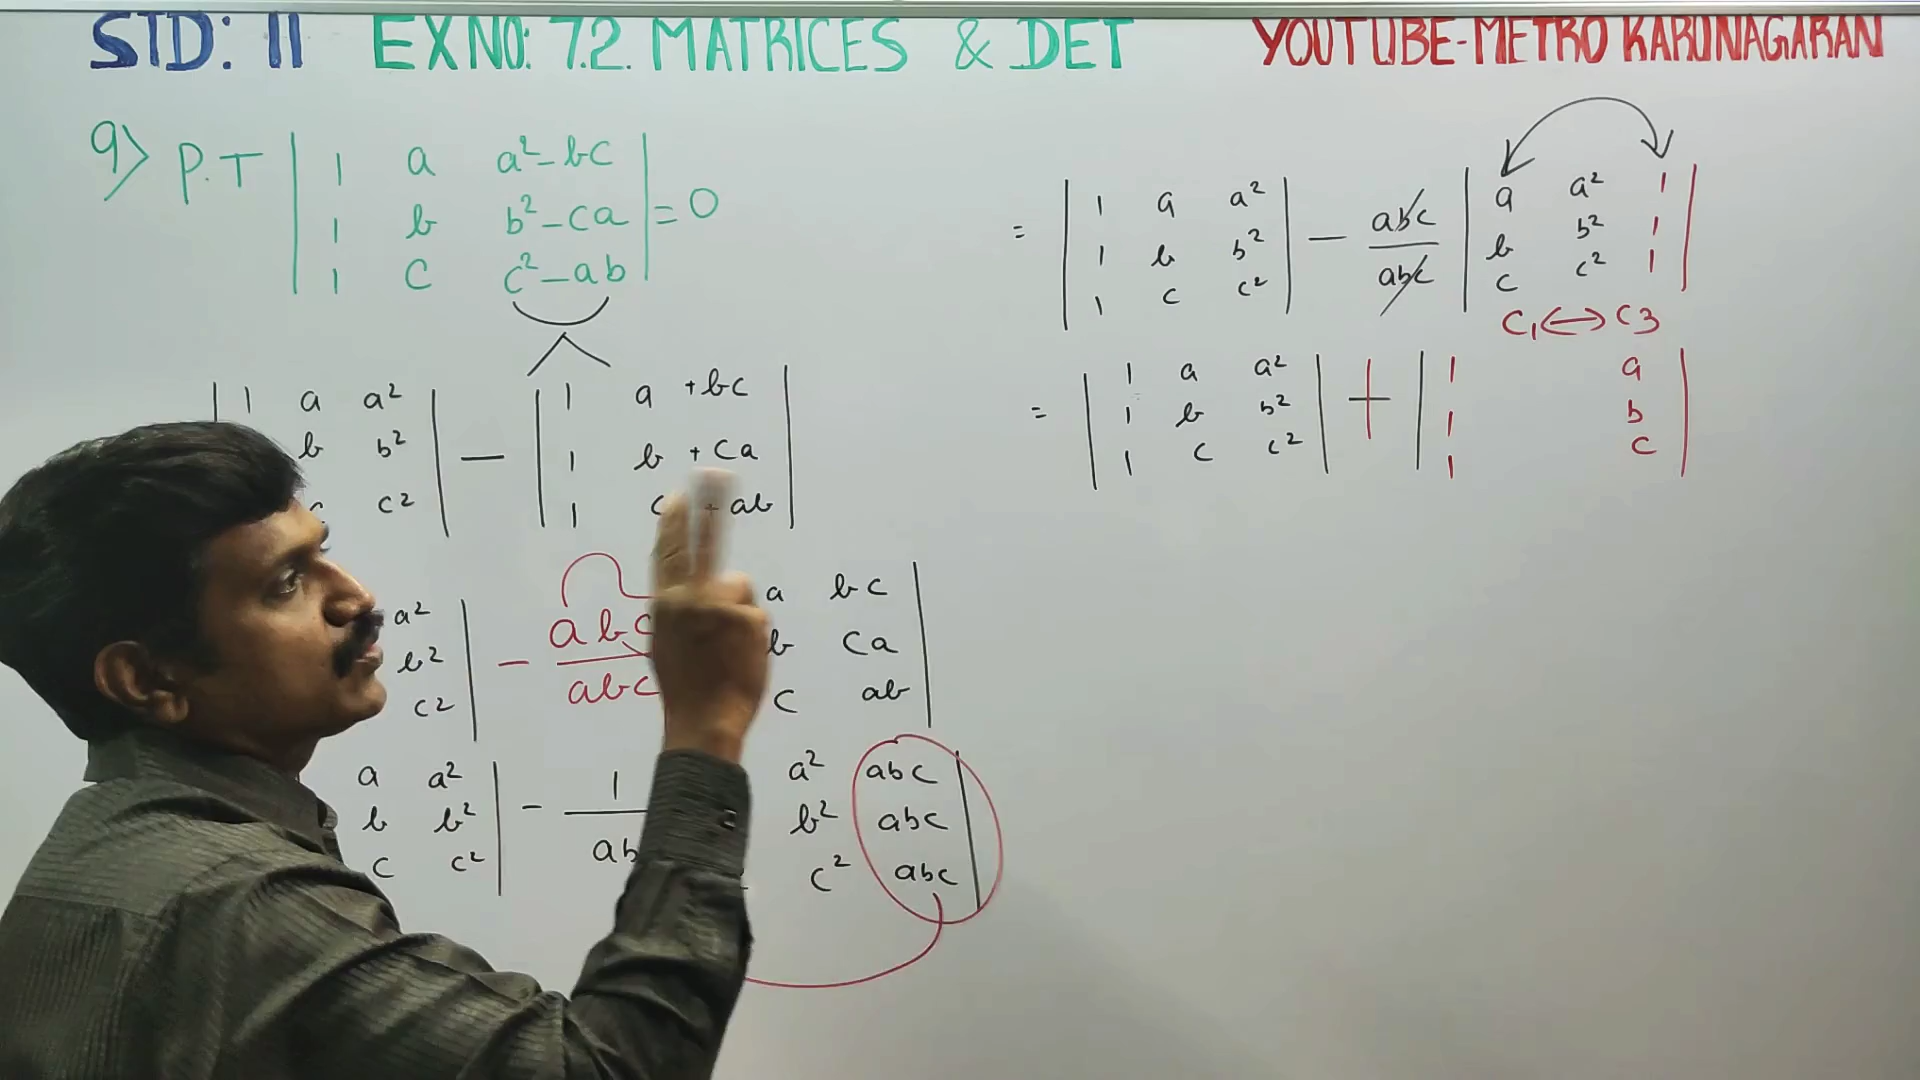 STD: 11 EX NO: 7.2. MATRICES & DET YOUTUBE-METRO KARUNAGARAN
9> P.T | 1 a a²-bc |
| 1 b b²-ca | = 0
| 1 c c²-ab |
| 1 a a² | - | 1 a +bc |
b b² | - | 1 b +ca |
c² | | 1 c +ab |
a² | - abc a bc |
b² | abc b ca |
c² | c ab |
a a² | - 1 a² abc |
b b² | ab b² abc |
c c² | c² abc |
= | 1 a a² | - abc | a a² 1 |
| 1 b b² | abc | b b² 1 |
| 1 c c² | | c c² 1 |
C₁ ↔ C3
= | 1 a a² | + | 1 a |
| 1 b b² | | 1 b |
| 1 c c² | | 1 c |